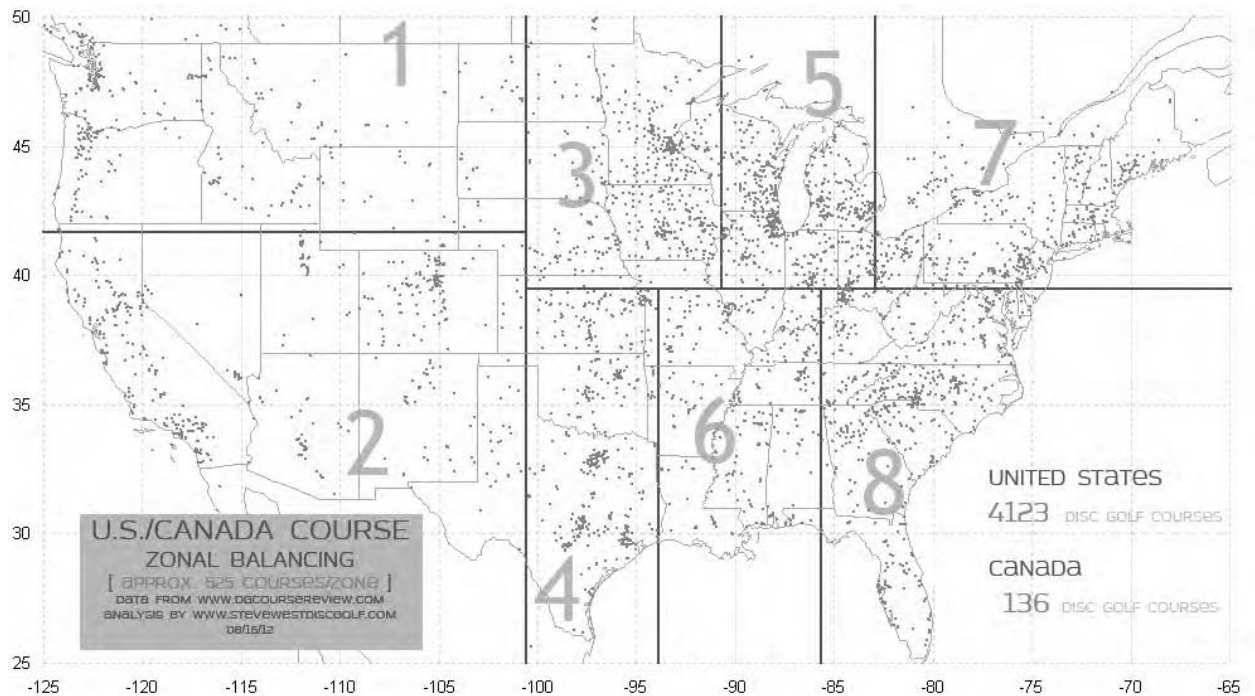 50
1
5
7
45
3
40
35
2
6
8
UNITED STATES
4123 DISC GOLF COURSES
U.S./CANADA COURSE
ZONAL BALANCING
[ APPROX. 525 COURSES/ZONE ]
DATA FROM WWW.DGCOURSEREVIEW.COM
ANALYSIS BY WWW.STEVEWESTDISCGOLF.COM
08/16/12
30
4
CANADA
136 DISC GOLF COURSES
25
-125 -120 -115 -110 -105 -100 -95 -90 -85 -80 -75 -70 -65